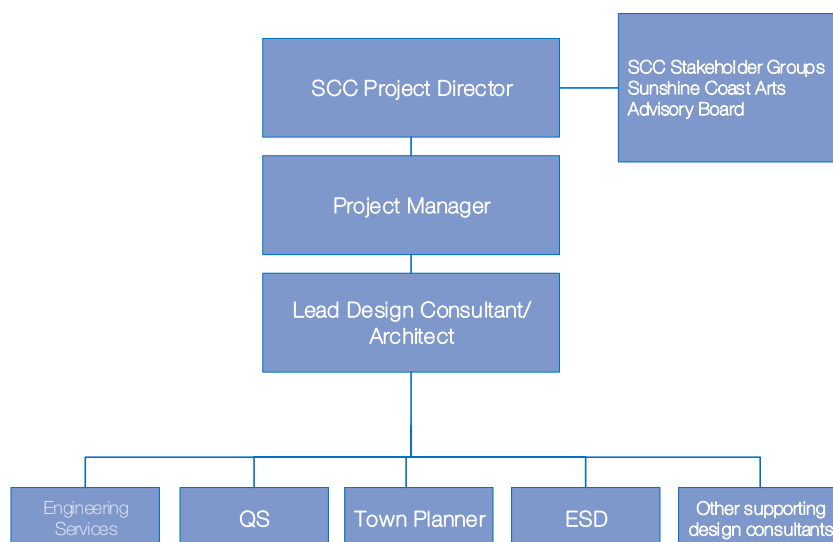 SCC Project Director
SCC Stakeholder Groups
Sunshine Coast Arts
Advisory Board
Project Manager
Lead Design Consultant/
Architect
Engineering
Services
QS
Town Planner
ESD
Other supporting
design consultants